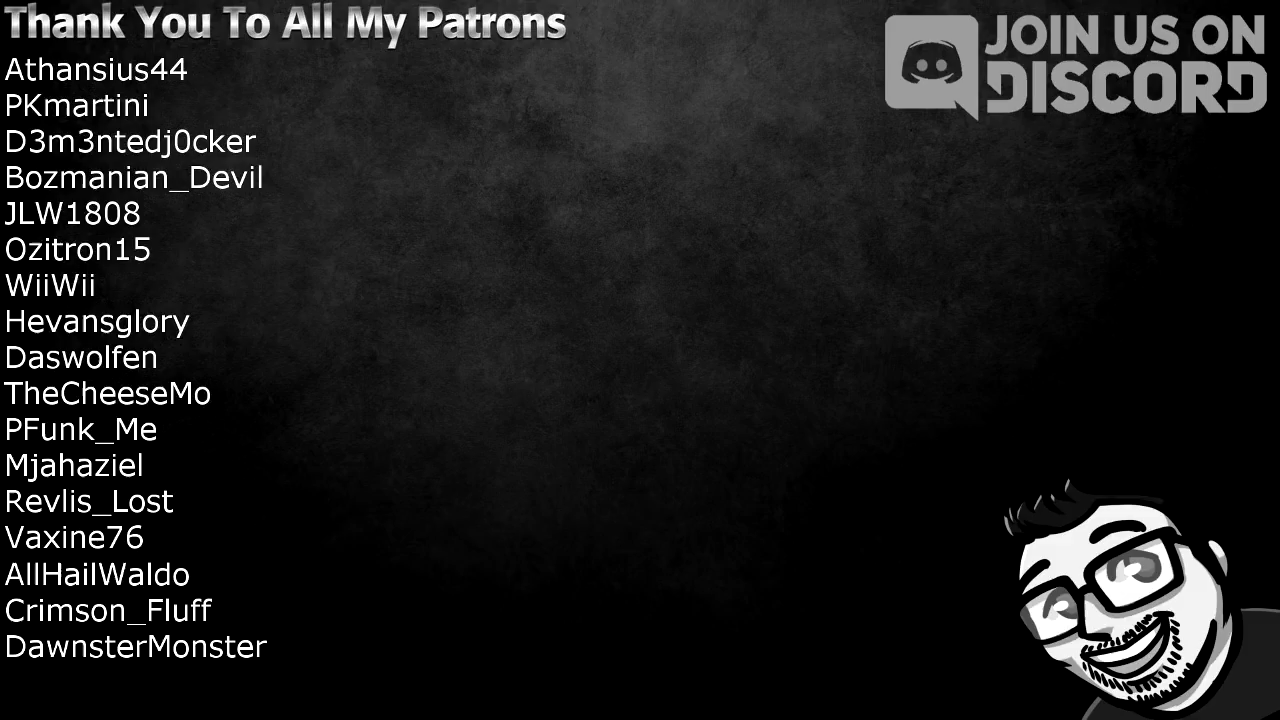 Thank You To All My Patrons
Athansius44
PKmartini
D3m3ntedj0cker
Bozmanian_Devil
JLW1808
Ozitron15
WiiWii
Hevansglory
Daswolfen
TheCheeseMo
PFunk_Me
Mjahaziel
Revlis_Lost
Vaxine76
AllHailWaldo
Crimson_Fluff
DawnsterMonster
JOIN US ON
DISCORD